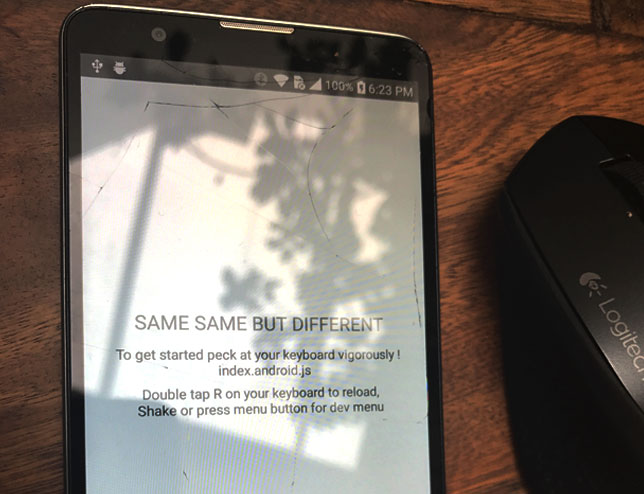 100% 6:23 PM
SAME SAME BUT DIFFERENT
To get started peck at your keyboard vigorously !
index.android.js
Double tap R on your keyboard to reload,
Shake or press menu button for dev menu
Logitech